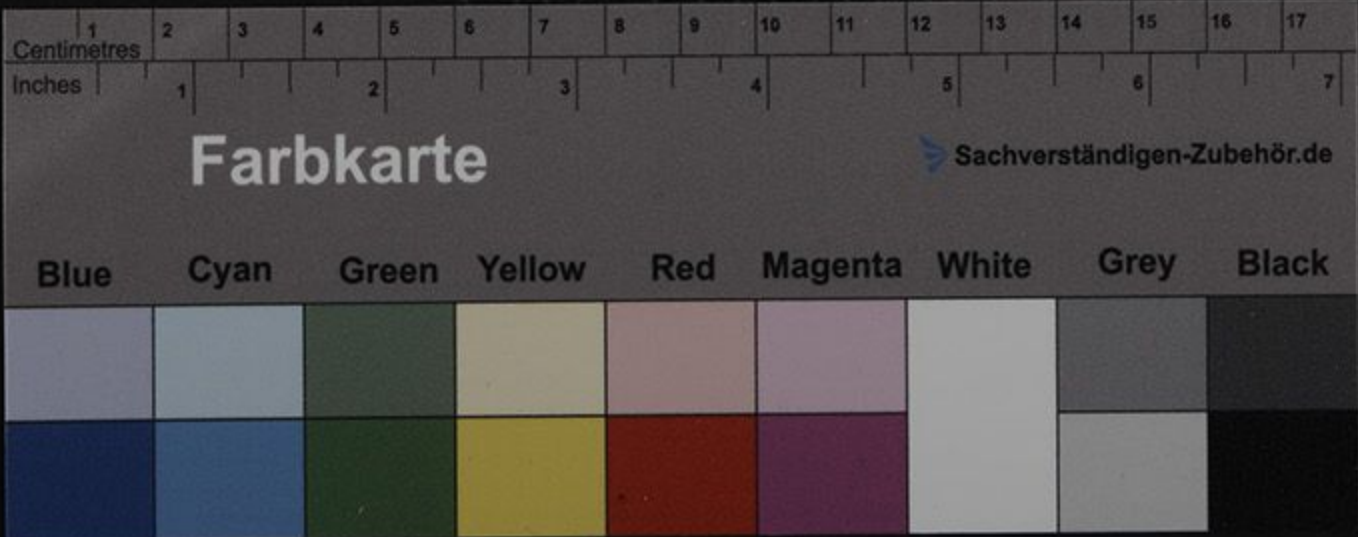 1 2 3 4 5 6 7 8 9 10 11 12 13 14 15 16 17
Centimetres
Inches 1 2 3 4 5 6 7
Farbkarte
Sachverständigen-Zubehör.de
Blue Cyan Green Yellow Red Magenta White Grey Black